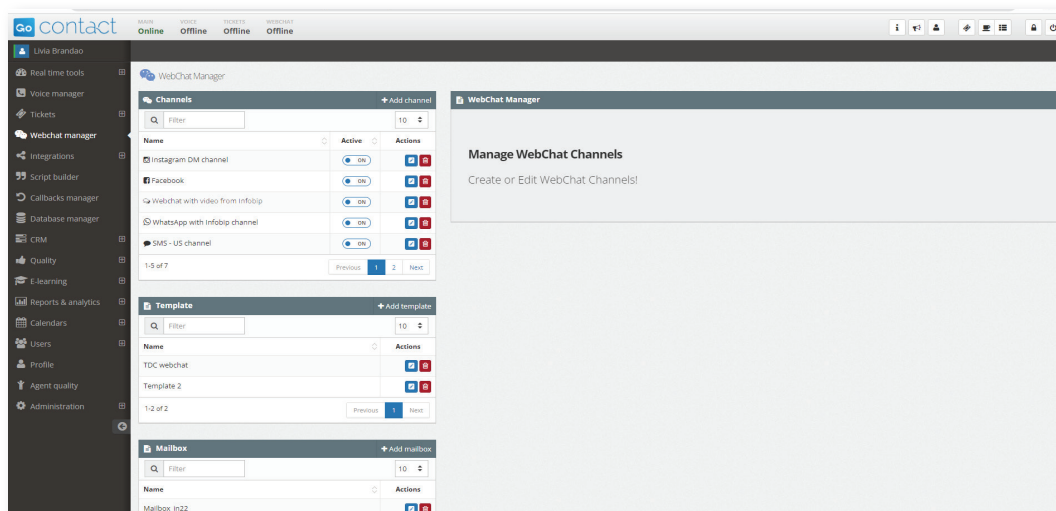 Go contact
MAIN VOICE TICKETS WEBCHAT
Online Offline Offline Offline
Livia Brandao
Real time tools
Voice manager
Tickets
Webchat manager
Integrations
Script builder
Callbacks manager
Database manager
CRM
Quality
E-learning
Reports & analytics
Calendars
Users
Profile
Agent quality
Administration
WebChat Manager
Channels + Add channel
Filter 10
Name Active Actions
Instagram DM channel ON
Facebook ON
Webchat with video from Infobip ON
WhatsApp with Infobip channel ON
SMS - US channel ON
1-5 of 7 Previous 1 2 Next
Template + Add template
Filter 10
Name Actions
TDC webchat
Template 2
1-2 of 2 Previous 1 Next
Mailbox + Add mailbox
Filter 10
Name Actions
Mailbox_in22
WebChat Manager
Manage WebChat Channels
Create or Edit WebChat Channels!